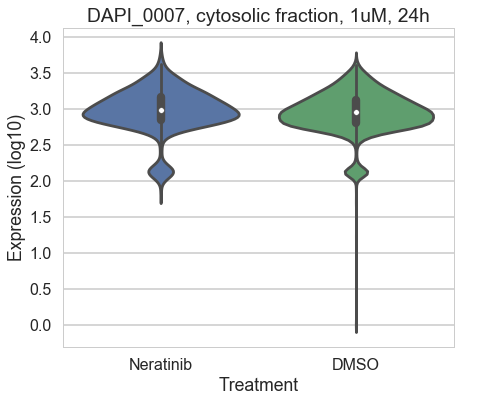 DAPI_0007, cytosolic fraction, 1uM, 24h
4.0
3.5
3.0
2.5
2.0
1.5
1.0
0.5
0.0
Expression (log10)
Neratinib DMSO
Treatment